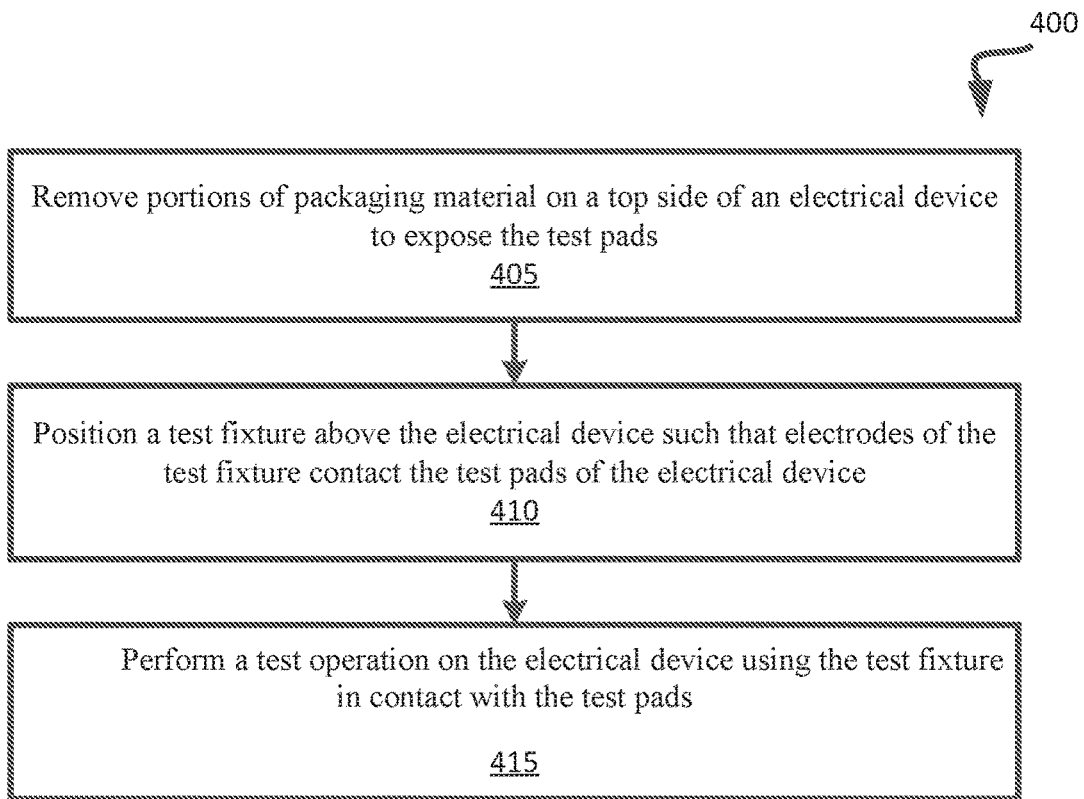 400
Remove portions of packaging material on a top side of an electrical device
to expose the test pads
405
Position a test fixture above the electrical device such that electrodes of the
test fixture contact the test pads of the electrical device
410
Perform a test operation on the electrical device using the test fixture
in contact with the test pads
415